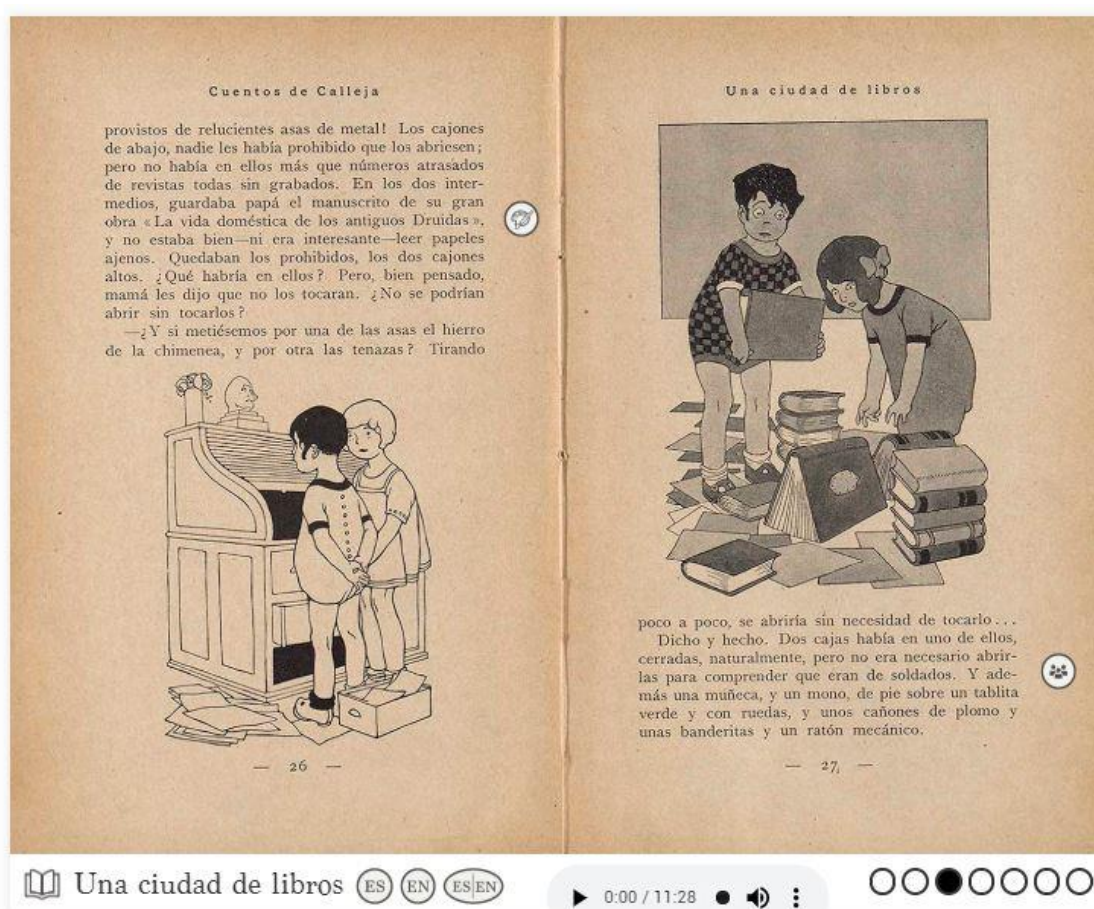 Cuentos de Calleja
provistos de relucientes asas de metal! Los cajones
de abajo, nadie les había prohibido que los abriesen;
pero no había en ellos más que números atrasados
de revistas todas sin grabados. En los dos inter-
medios, guardaba papá el manuscrito de su gran
obra «La vida doméstica de los antiguos Druidas»,
y no estaba bien—ni era interesante—leer papeles
ajenos. Quedaban los prohibidos, los dos cajones
altos. ¿Qué habría en ellos? Pero, bien pensado,
mamá les dijo que no los tocaran. ¿No se podrían
abrir sin tocarlos?
—¿Y si metiésemos por una de las asas el hierro
de la chimenea, y por otra las tenazas? Tirando
— 26 —
Una ciudad de libros
poco a poco, se abriría sin necesidad de tocarlo...
Dicho y hecho. Dos cajas había en uno de ellos,
cerradas, naturalmente, pero no era necesario abrir-
las para comprender que eran de soldados. Y ade-
más una muñeca, y un mono, de pie sobre un tablita
verde y con ruedas, y unos cañones de plomo y
unas banderitas y un ratón mecánico.
— 27 —
Una ciudad de libros ES EN ES|EN
0:00 / 11:28